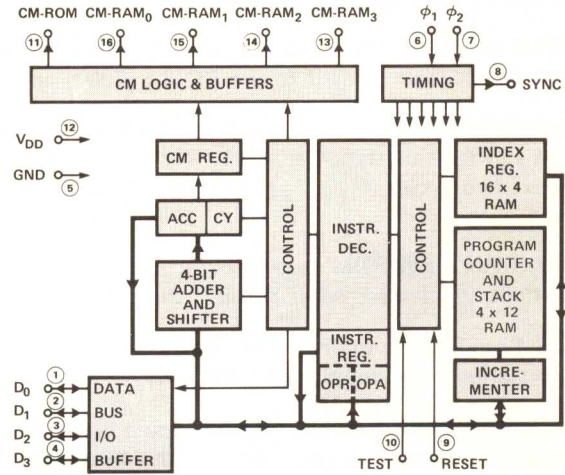 CM-ROM CM-RAM0 CM-RAM1 CM-RAM2 CM-RAM3
ϕ1 ϕ2
11 16 15 14 13
6 7
CM LOGIC & BUFFERS
TIMING
8 SYNC
VDD 12
GND 5
CM REG.
ACC CY
4-BIT
ADDER
AND
SHIFTER
CONTROL
INSTR.
DEC.
INSTR.
REG.
OPR OPA
CONTROL
INDEX
REG.
16 x 4
RAM
PROGRAM
COUNTER
AND
STACK
4 x 12
RAM
INCRE-
MENTER
D0 1 DATA
D1 2 BUS
D2 3 I/O
D3 4 BUFFER
10 9
TEST RESET